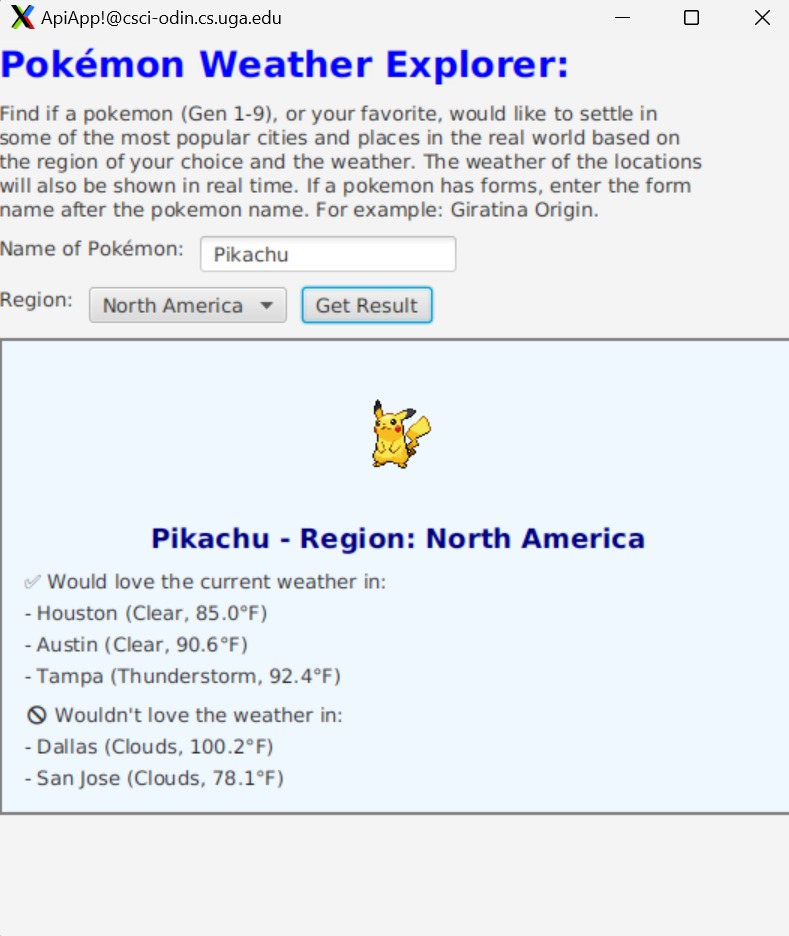 ApiApp!@csci-odin.cs.uga.edu
Pokémon Weather Explorer:
Find if a pokemon (Gen 1-9), or your favorite, would like to settle in
some of the most popular cities and places in the real world based on
the region of your choice and the weather. The weather of the locations
will also be shown in real time. If a pokemon has forms, enter the form
name after the pokemon name. For example: Giratina Origin.
Name of Pokémon: Pikachu
Region: North America Get Result
Pikachu - Region: North America
✅ Would love the current weather in:
- Houston (Clear, 85.0°F)
- Austin (Clear, 90.6°F)
- Tampa (Thunderstorm, 92.4°F)
🚫 Wouldn't love the weather in:
- Dallas (Clouds, 100.2°F)
- San Jose (Clouds, 78.1°F)